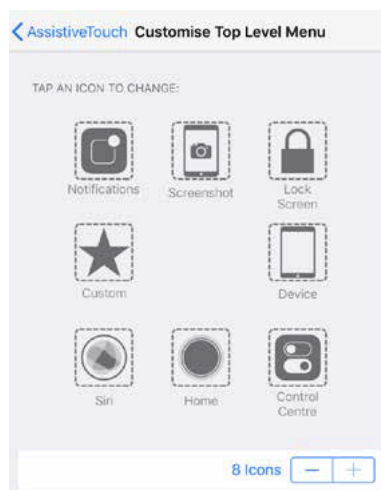 AssistiveTouch Customise Top Level Menu
TAP AN ICON TO CHANGE:
Notifications Screenshot Lock
Screen
Custom Device
Siri Home Control
Centre
8 Icons − +